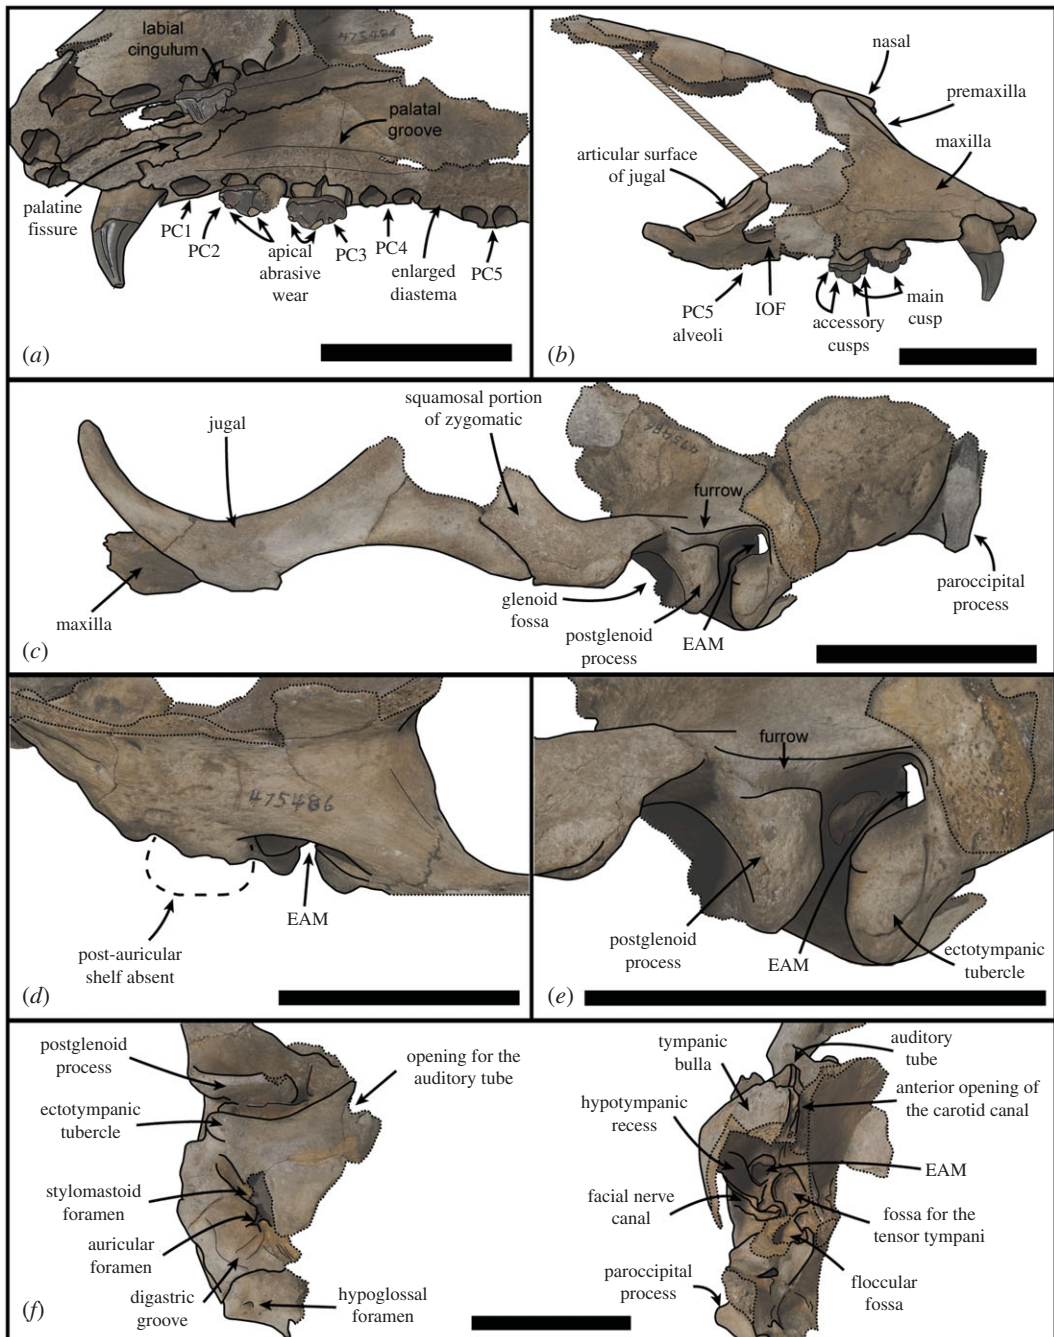 labial
cingulum
475486
palatal
groove
palatine
fissure
PC1
PC2
apical
abrasive
wear
PC3
PC4
enlarged
diastema
PC5
(a)
nasal
premaxilla
maxilla
articular surface
of jugal
PC5
alveoli
IOF
accessory
cusps
main
cusp
(b)
jugal
squamosal portion
of zygomatic
475486
furrow
maxilla
glenoid
fossa
postglenoid
process
EAM
paroccipital
process
(c)
475486
EAM
post-auricular
shelf absent
(d)
furrow
postglenoid
process
EAM
ectotympanic
tubercle
(e)
postglenoid
process
ectotympanic
tubercle
stylomastoid
foramen
auricular
foramen
digastric
groove
hypoglossal
foramen
opening for the
auditory tube
tympanic
bulla
hypotympanic
recess
facial nerve
canal
paroccipital
process
auditory
tube
anterior opening of
the carotid canal
EAM
fossa for the
tensor tympani
floccular
fossa
(f)